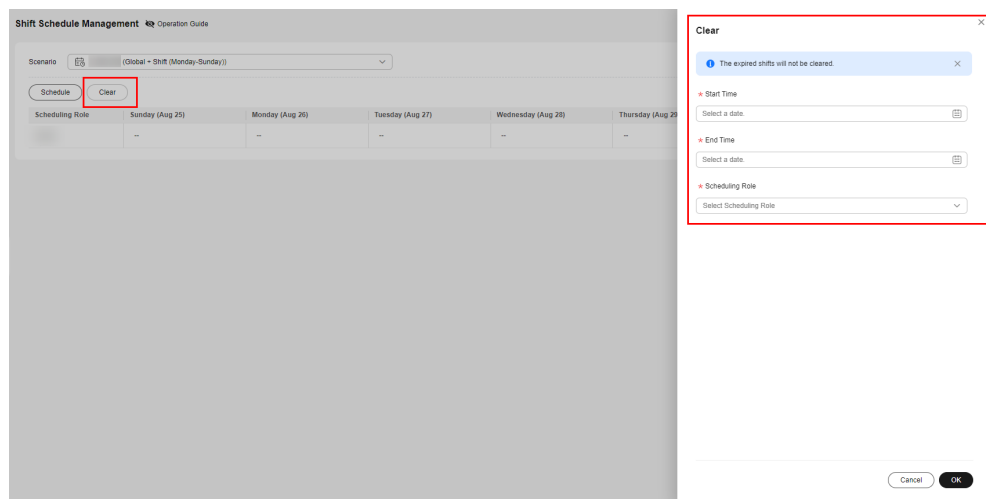 Shift Schedule Management Operation Guide
Scenario (Global + Shift (Monday-Sunday))
Schedule Clear
Scheduling Role Sunday (Aug 25) Monday (Aug 26) Tuesday (Aug 27) Wednesday (Aug 28) Thursday (Aug 29
-- -- -- -- --
Clear
The expired shifts will not be cleared.
* Start Time
Select a date.
* End Time
Select a date.
* Scheduling Role
Select Scheduling Role
Cancel OK